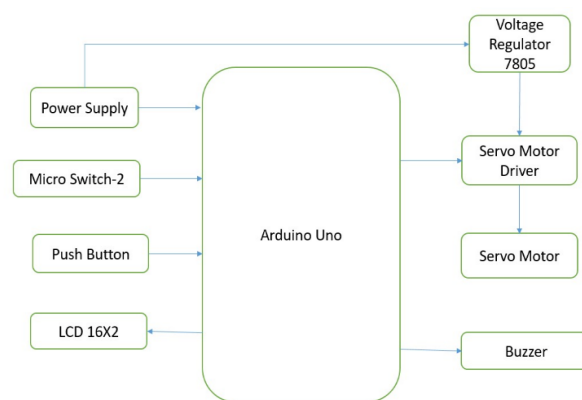 Voltage
Regulator
7805
Power Supply
Servo Motor
Driver
Micro Switch-2
Arduino Uno
Push Button
Servo Motor
LCD 16X2
Buzzer